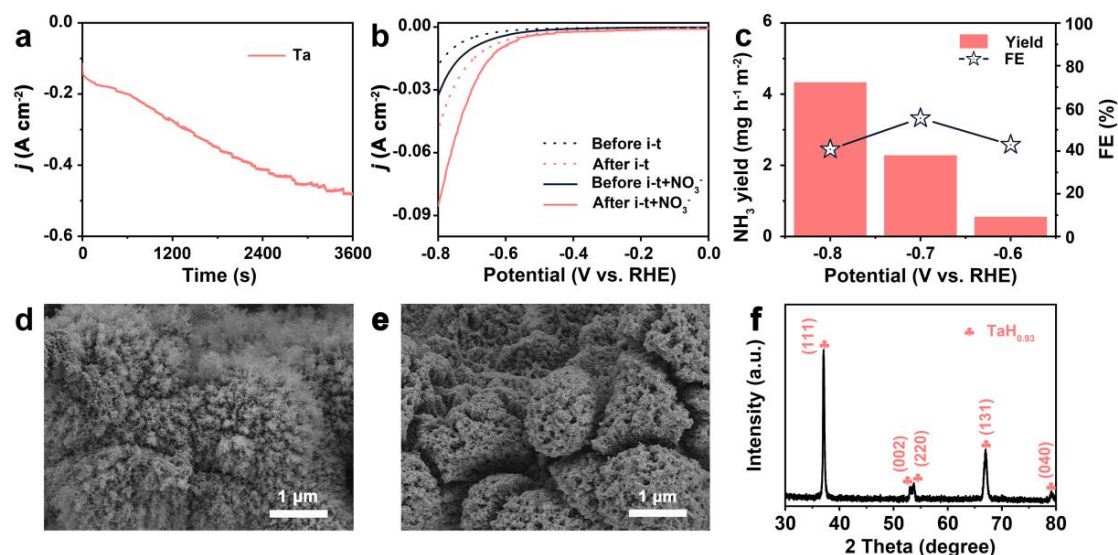 a
0.0
-0.2
-0.4
-0.6
j (A cm⁻²)
Ta
0 1200 2400 3600
Time (s)
b
0.00
-0.03
-0.06
-0.09
j (A cm⁻²)
Before i-t
After i-t
Before i-t+NO₃⁻
After i-t+NO₃⁻
-0.8 -0.6 -0.4 -0.2 0.0
Potential (V vs. RHE)
c
6
4
2
0
NH₃ yield (mg h⁻¹ m⁻²)
Yield
FE
100
80
60
40
20
0
FE (%)
-0.8 -0.7 -0.6
Potential (V vs. RHE)
d
1 µm
e
1 µm
f
Intensity (a.u.)
TaH₀.₉₃
(111)
(002)
(220)
(131)
(040)
30 40 50 60 70 80
2 Theta (degree)